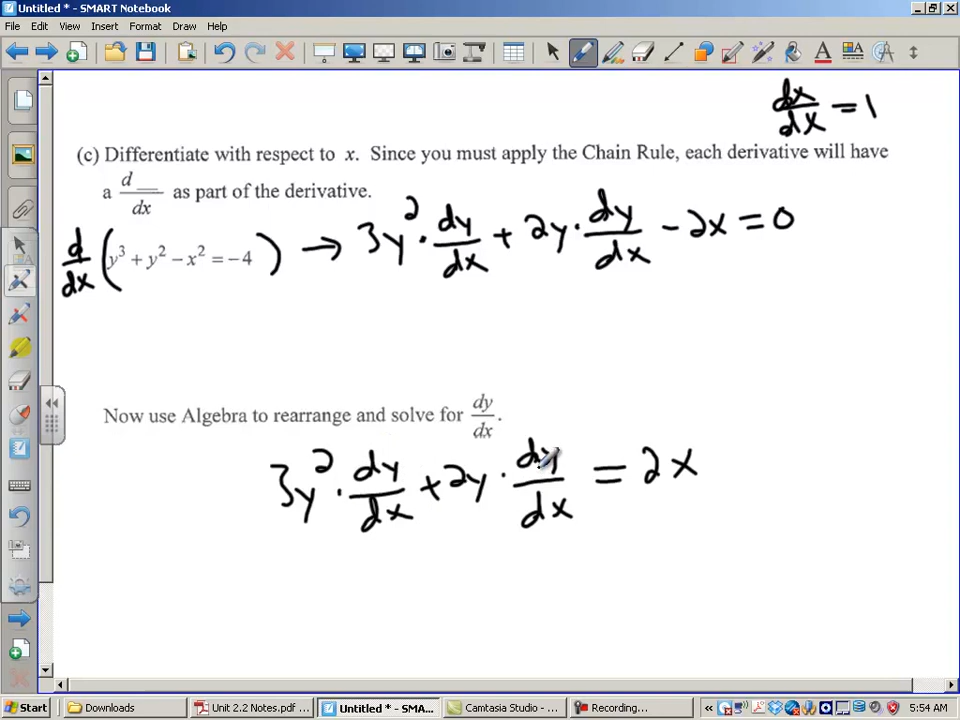 Untitled * - SMART Notebook
File Edit View Insert Format Draw Help
dx/dx = 1
(c) Differentiate with respect to x. Since you must apply the Chain Rule, each derivative will have
a d __/dx as part of the derivative.
d/dx (y³ + y² − x² = −4) → 3y² · dy/dx + 2y · dy/dx − 2x = 0
Now use Algebra to rearrange and solve for dy/dx.
3y² · dy/dx + 2y · dy/dx = 2x
Start Downloads Unit 2.2 Notes.pdf ... Untitled * - SMA... Camtasia Studio - ... Recording... « 5:54 AM